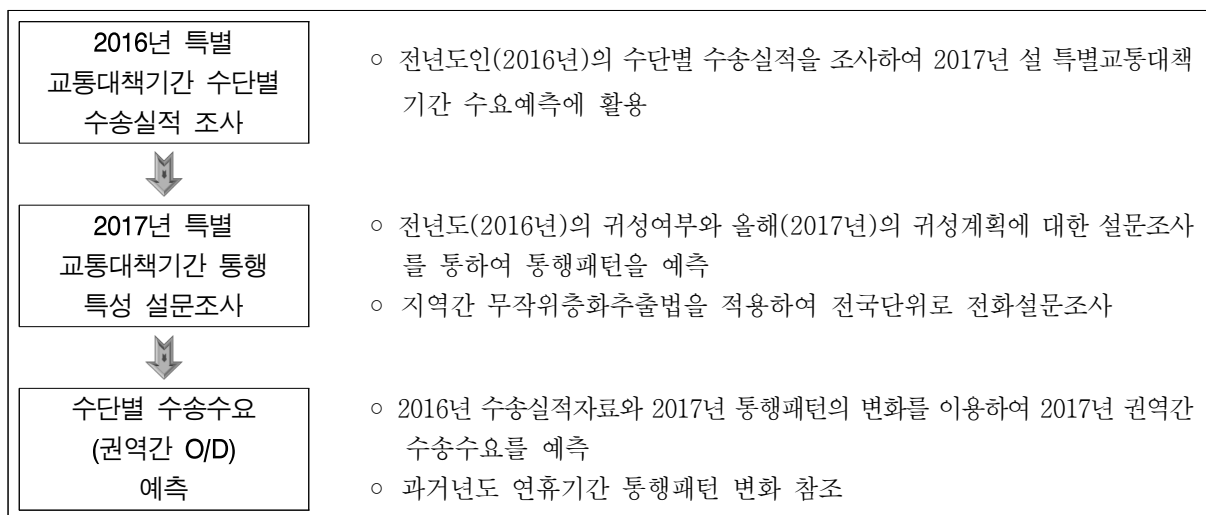 2016년 특별
교통대책기간 수단별
수송실적 조사
○ 전년도인(2016년)의 수단별 수송실적을 조사하여 2017년 설 특별교통대책
기간 수요예측에 활용
2017년 특별
교통대책기간 통행
특성 설문조사
○ 전년도(2016년)의 귀성여부와 올해(2017년)의 귀성계획에 대한 설문조사
를 통하여 통행패턴을 예측
○ 지역간 무작위층화추출법을 적용하여 전국단위로 전화설문조사
수단별 수송수요
(권역간 O/D)
예측
○ 2016년 수송실적자료와 2017년 통행패턴의 변화를 이용하여 2017년 권역간
수송수요를 예측
○ 과거년도 연휴기간 통행패턴 변화 참조